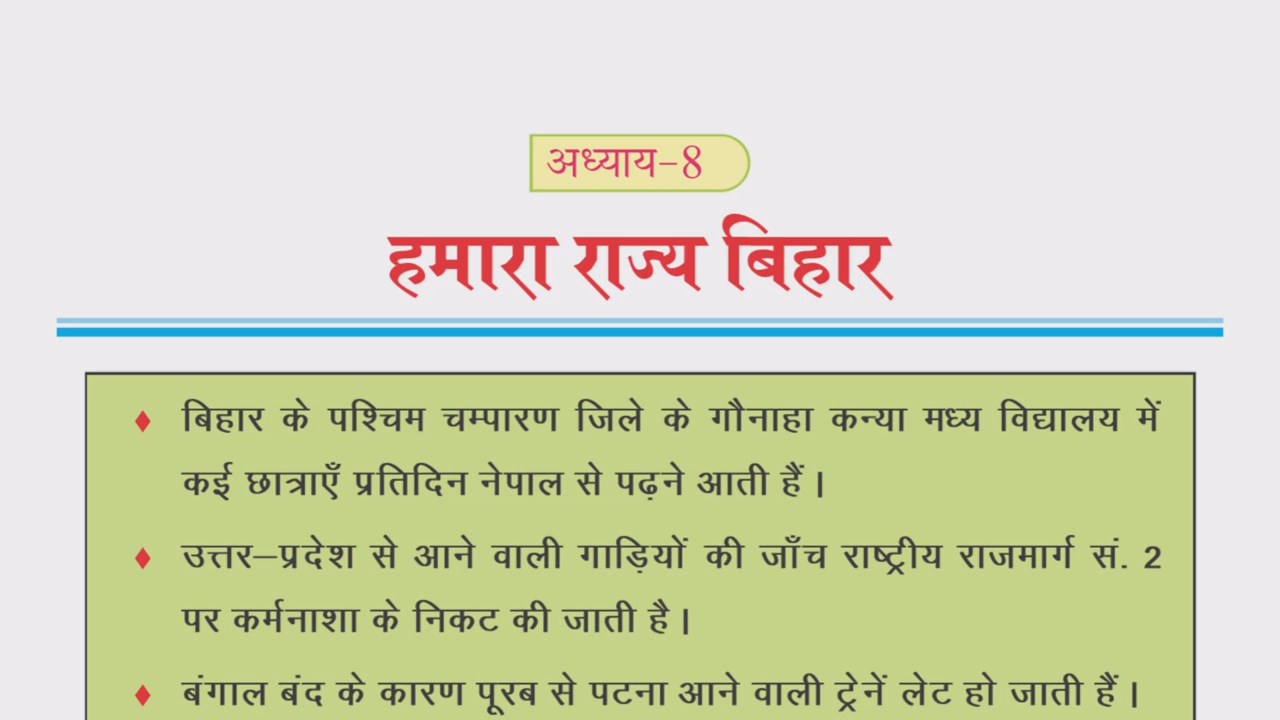 अध्याय–8
हमारा राज्य बिहार
♦ बिहार के पश्चिम चम्पारण जिले के गौनाहा कन्या मध्य विद्यालय में
कई छात्राएँ प्रतिदिन नेपाल से पढ़ने आती हैं।
♦ उत्तर–प्रदेश से आने वाली गाड़ियों की जाँच राष्ट्रीय राजमार्ग सं. 2
पर कर्मनाशा के निकट की जाती है।
♦ बंगाल बंद के कारण पूरब से पटना आने वाली ट्रेनें लेट हो जाती हैं।